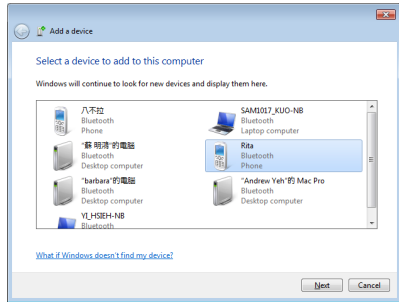 Add a device
Select a device to add to this computer
Windows will continue to look for new devices and display them here.
八不拉
Bluetooth
Phone
SAM1017_KUO-NB
Bluetooth
Laptop computer
"蘇 明清"的電腦
Bluetooth
Desktop computer
Rita
Bluetooth
Phone
"barbara"的電腦
Bluetooth
Desktop computer
"Andrew Yeh"的 Mac Pro
Bluetooth
Desktop computer
YI_HSIEH-NB
Bluetooth
What if Windows doesn't find my device?
Next
Cancel